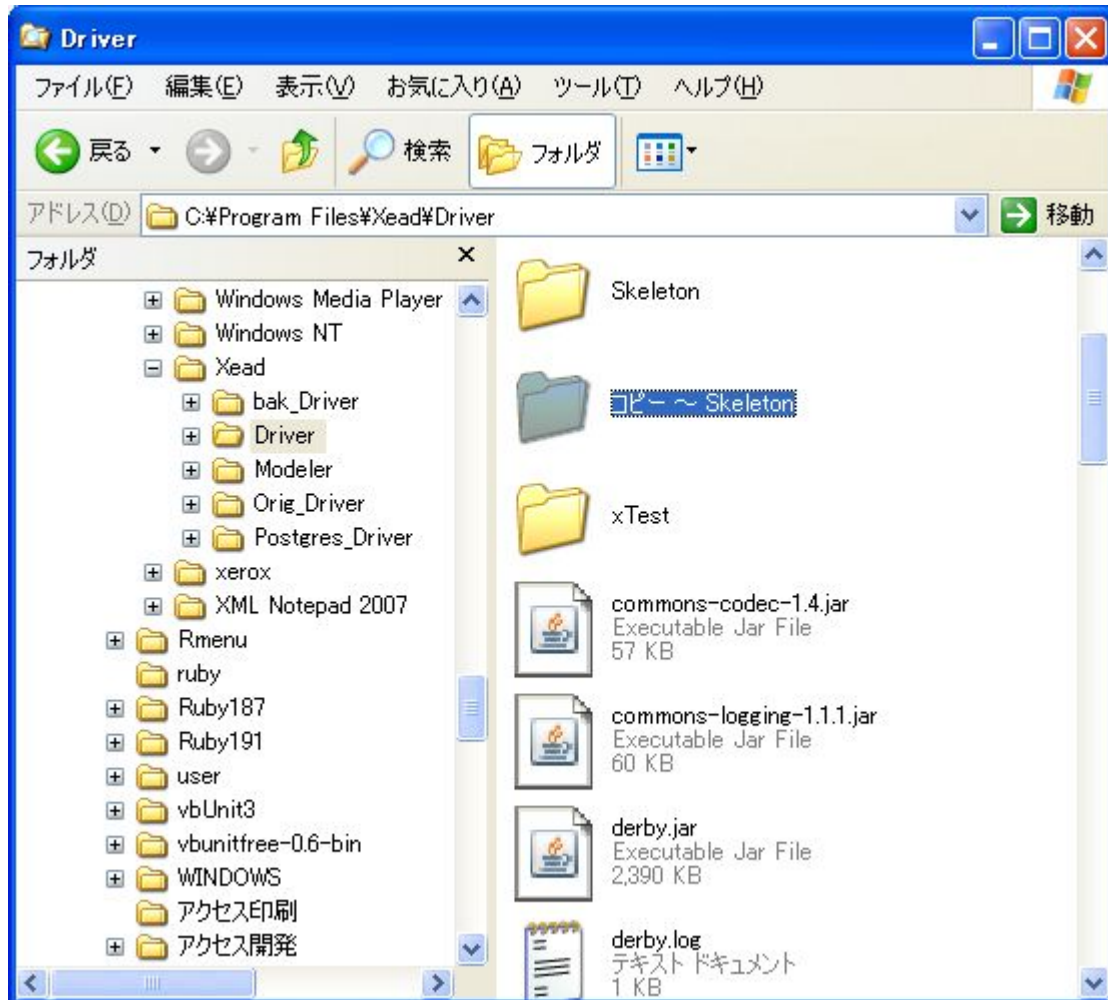 Driver
ファイル(F) 編集(E) 表示(V) お気に入り(A) ツール(T) ヘルプ(H)
戻る 検索 フォルダ
アドレス(D) C:¥Program Files¥Xead¥Driver 移動
フォルダ
Windows Media Player
Windows NT
Xead
bak_Driver
Driver
Modeler
Orig_Driver
Postgres_Driver
xerox
XML Notepad 2007
Rmenu
ruby
Ruby187
Ruby191
user
vbUnit3
vbunitfree-0.6-bin
WINDOWS
アクセス印刷
アクセス開発
Skeleton
コピー ~ Skeleton
xTest
commons-codec-1.4.jar
Executable Jar File
57 KB
commons-logging-1.1.1.jar
Executable Jar File
60 KB
derby.jar
Executable Jar File
2,390 KB
derby.log
テキスト ドキュメント
1 KB